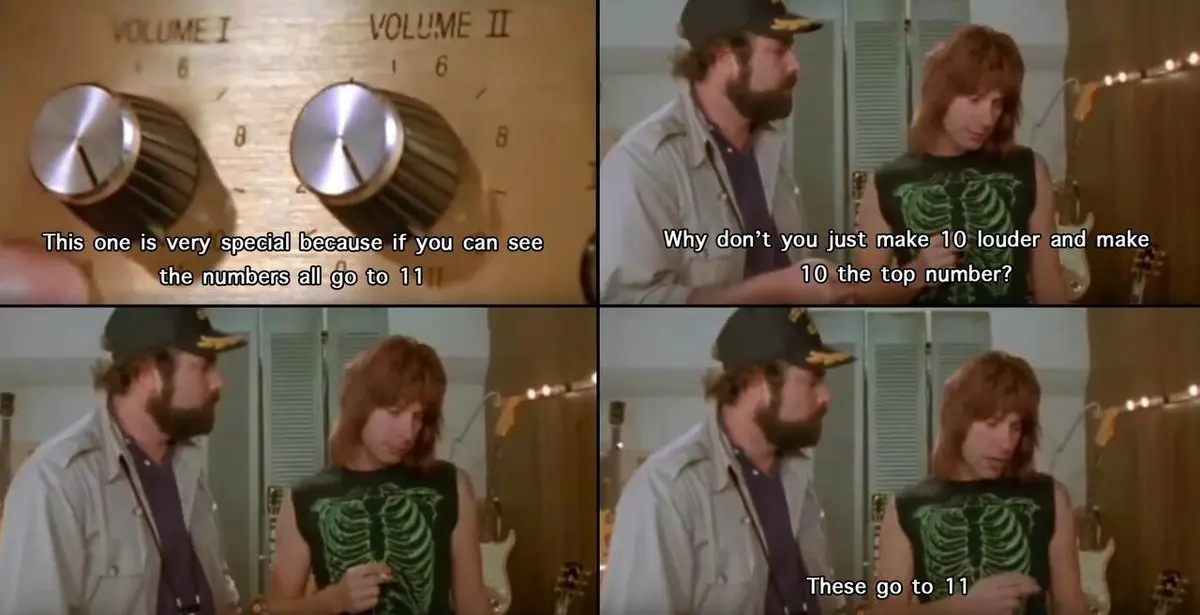 VOLUME I
VOLUME II
6
6
8
8
This one is very special because if you can see
the numbers all go to 11
Why don't you just make 10 louder and make
10 the top number?
These go to 11